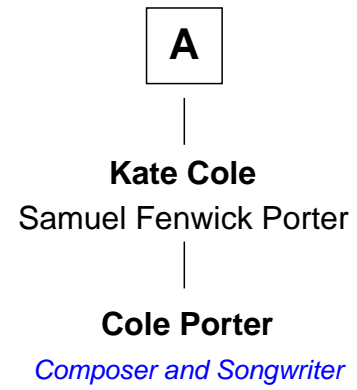 A
Kate Cole
Samuel Fenwick Porter
Cole Porter
Composer and Songwriter